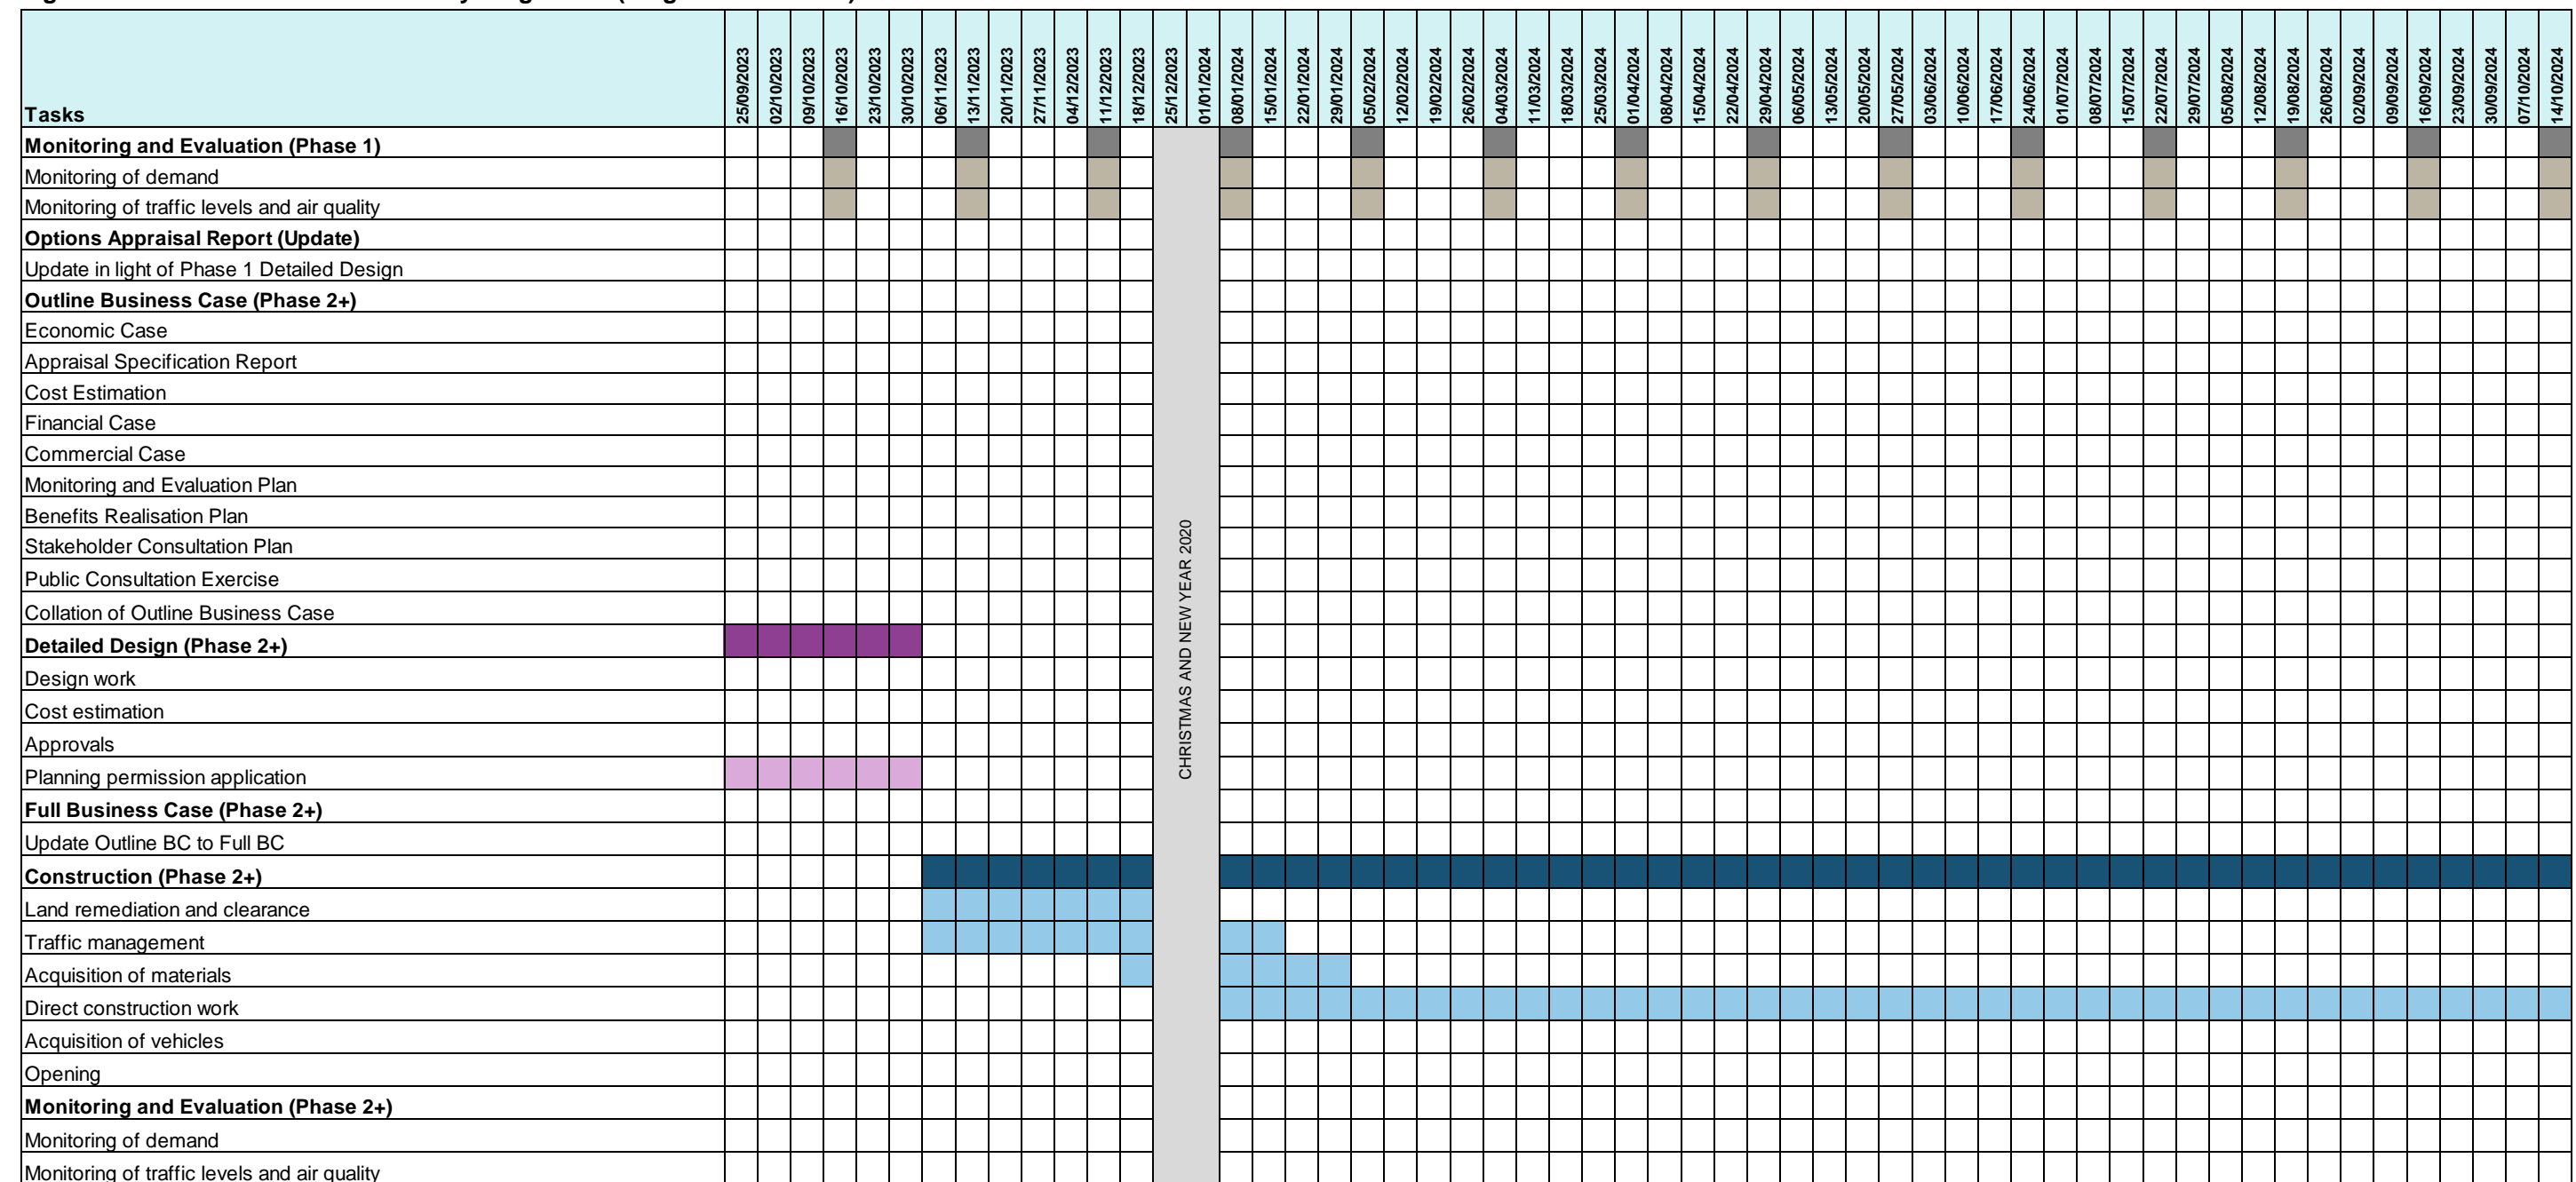 Tasks
25/09/2023
02/10/2023
09/10/2023
16/10/2023
23/10/2023
30/10/2023
06/11/2023
13/11/2023
20/11/2023
27/11/2023
04/12/2023
11/12/2023
18/12/2023
25/12/2023
01/01/2024
08/01/2024
15/01/2024
22/01/2024
29/01/2024
05/02/2024
12/02/2024
19/02/2024
26/02/2024
04/03/2024
11/03/2024
18/03/2024
25/03/2024
01/04/2024
08/04/2024
15/04/2024
22/04/2024
29/04/2024
06/05/2024
13/05/2024
20/05/2024
27/05/2024
03/06/2024
10/06/2024
17/06/2024
24/06/2024
01/07/2024
08/07/2024
15/07/2024
22/07/2024
29/07/2024
05/08/2024
12/08/2024
19/08/2024
26/08/2024
02/09/2024
09/09/2024
16/09/2024
23/09/2024
30/09/2024
07/10/2024
14/10/2024
Monitoring and Evaluation (Phase 1)
Monitoring of demand
Monitoring of traffic levels and air quality
Options Appraisal Report (Update)
Update in light of Phase 1 Detailed Design
Outline Business Case (Phase 2+)
Economic Case
Appraisal Specification Report
Cost Estimation
Financial Case
Commercial Case
Monitoring and Evaluation Plan
Benefits Realisation Plan
Stakeholder Consultation Plan
Public Consultation Exercise
Collation of Outline Business Case
Detailed Design (Phase 2+)
Design work
Cost estimation
Approvals
Planning permission application
Full Business Case (Phase 2+)
Update Outline BC to Full BC
Construction (Phase 2+)
Land remediation and clearance
Traffic management
Acquisition of materials
Direct construction work
Acquisition of vehicles
Opening
Monitoring and Evaluation (Phase 2+)
Monitoring of demand
Monitoring of traffic levels and air quality
CHRISTMAS AND NEW YEAR 2020